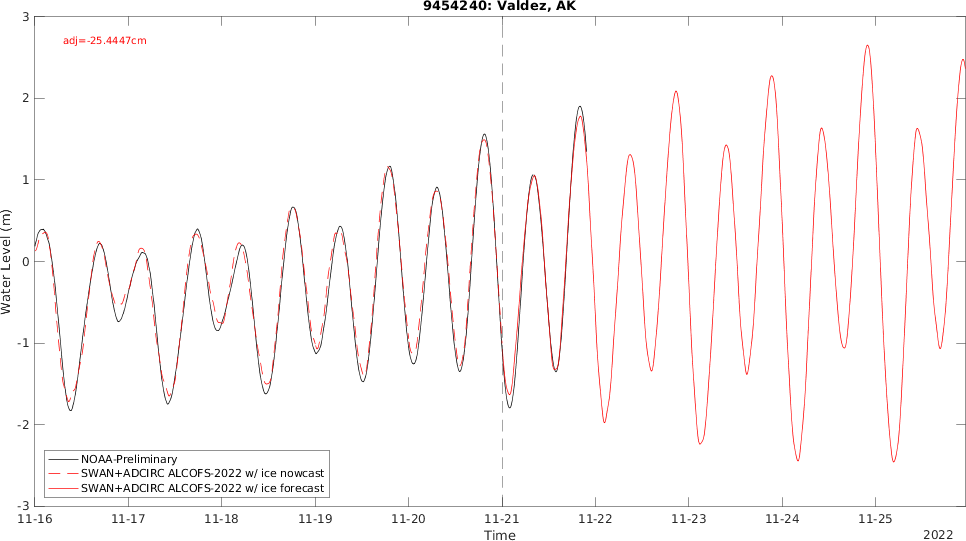 9454240: Valdez, AK
3
adj=-25.4447cm
2
1
0
-1
-2
-3
Water Level (m)
NOAA-Preliminary
SWAN+ADCIRC ALCOFS-2022 w/ ice nowcast
SWAN+ADCIRC ALCOFS-2022 w/ ice forecast
11-16 11-17 11-18 11-19 11-20 11-21 11-22 11-23 11-24 11-25
Time
2022